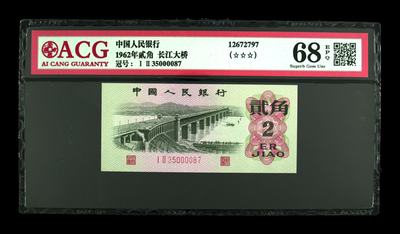 ACG
AI CANG GUARANTY
中国人民银行
1962年贰角 长江大桥
冠号：Ⅰ Ⅱ 35000087
12672797
(☆☆☆)
68
EPQ
Superb Gem Unc
中国人民银行
贰角
2
ER
JIAO
Ⅰ Ⅱ 35000087